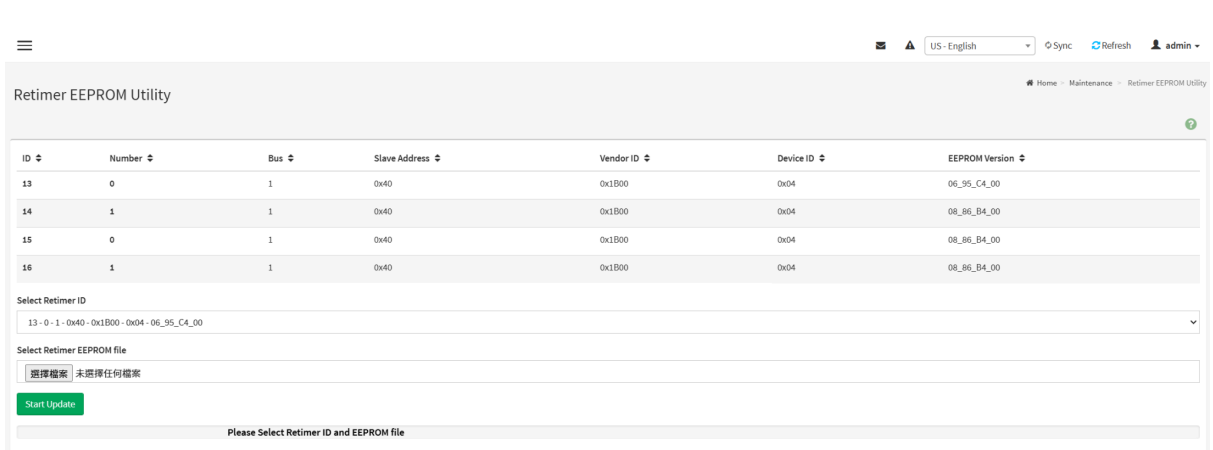 US - English Sync Refresh admin
Home > Maintenance > Retimer EEPROM Utility
Retimer EEPROM Utility
ID Number Bus Slave Address Vendor ID Device ID EEPROM Version
13 0 1 0x40 0x1B00 0x04 06_95_C4_00
14 1 1 0x40 0x1B00 0x04 08_86_B4_00
15 0 1 0x40 0x1B00 0x04 08_86_B4_00
16 1 1 0x40 0x1B00 0x04 08_86_B4_00
Select Retimer ID
13 - 0 - 1 - 0x40 - 0x1B00 - 0x04 - 06_95_C4_00
Select Retimer EEPROM file
選擇檔案 未選擇任何檔案
Start Update
Please Select Retimer ID and EEPROM file